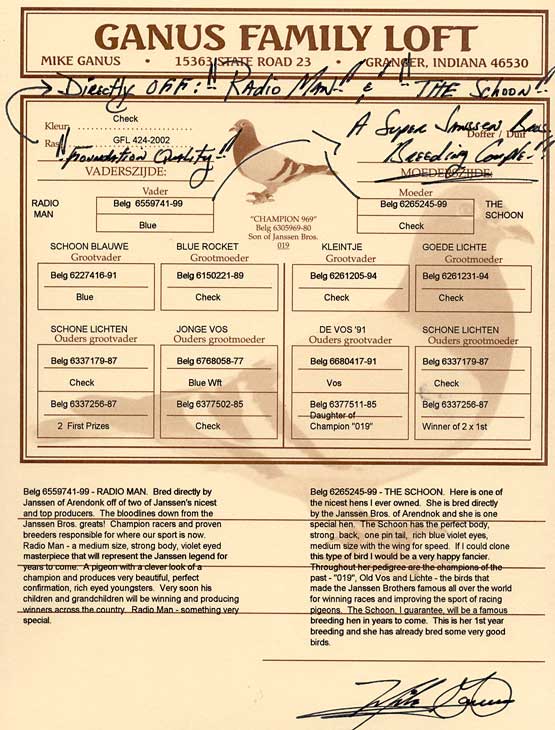 GANUS FAMILY LOFT
MIKE GANUS • 15363 STATE ROAD 23 • GRANGER, INDIANA 46530
Directly OFF: "Radio Man" & "THE Schoon"
Check
Kleur
GFL 424-2002
Ras
"Foundation Quality"
A Super Janssen Bros.
Doffer / Duif
Breeding Couple-!!
VADERSZIJDE:
MOEDERSZIJDE:
Vader
Moeder
RADIO MAN
Belg 6559741-99
Blue
Belg 6265245-99
Check
THE SCHOON
"CHAMPION 969"
Belg 6305969-80
Son of Janssen Bros.
019
SCHOON BLAUWE
Grootvader
BLUE ROCKET
Grootmoeder
KLEINTJE
Grootvader
GOEDE LICHTE
Grootmoeder
Belg 6227416-91
Blue
Belg 6150221-89
Check
Belg 6261205-94
Check
Belg 6261231-94
Check
SCHONE LICHTEN
Ouders grootvader
JONGE VOS
Ouders grootmoeder
DE VOS '91
Ouders grootvader
SCHONE LICHTEN
Ouders grootmoeder
Belg 6337179-87
Check
Belg 6337256-87
2 First Prizes
Belg 6768058-77
Blue Wft
Belg 6377502-85
Check
Belg 6680417-91
Vos
Belg 6377511-85
Daughter of
Champion "019"
Belg 6337179-87
Check
Belg 6337256-87
Winner of 2 x 1st
Belg 6559741-99 - RADIO MAN. Bred directly by
Janssen of Arendonk off of two of Janssen's nicest
and top producers. The bloodlines down from the
Janssen Bros. greats! Champion racers and proven
breeders responsible for where our sport is now.
Radio Man - a medium size, strong body, violet eyed
masterpiece that will represent the Janssen legend for
years to come. A pigeon with a clever look of a
champion and produces very beautiful, perfect
confirmation, rich eyed youngsters. Very soon his
children and grandchildren will be winning and producing
winners across the country. Radio Man - something very
special.
Belg 6265245-99 - THE SCHOON. Here is one of
the nicest hens I ever owned. She is bred directly
by the Janssen Bros. of Arednok and she is one
special hen. The Schoon has the perfect body,
strong back, one pin tail, rich blue violet eyes,
medium size with the wing for speed. If I could clone
this type of bird I would be a very happy fancier.
Throughout her pedigree are the champions of the
past - "019", Old Vos and Lichte - the birds that
made the Janssen Brothers famous all over the world
for winning races and improving the sport of racing
pigeons. The Schoon, I guarantee, will be a famous
breeding hen in years to come. This is her 1st year
breeding and she has already bred some very good
birds.
Mike Ganus